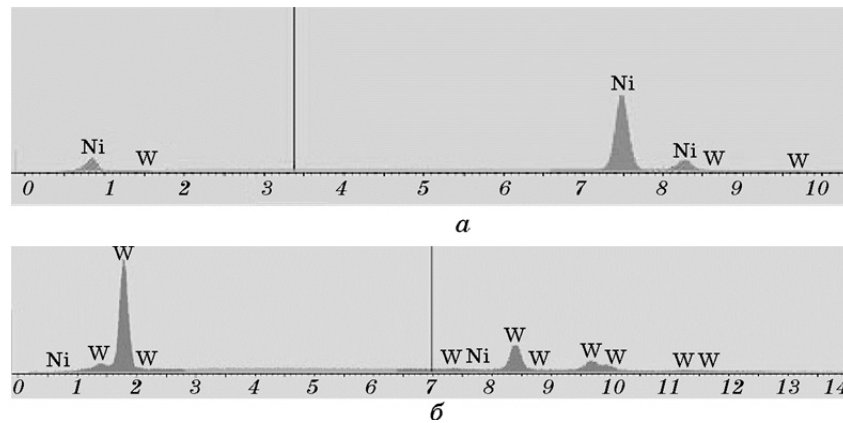 Ni W Ni Ni W W
0 1 2 3 4 5 6 7 8 9 10
а
W
Ni W W W Ni W W W W W W
0 1 2 3 4 5 6 7 8 9 10 11 12 13 14
б